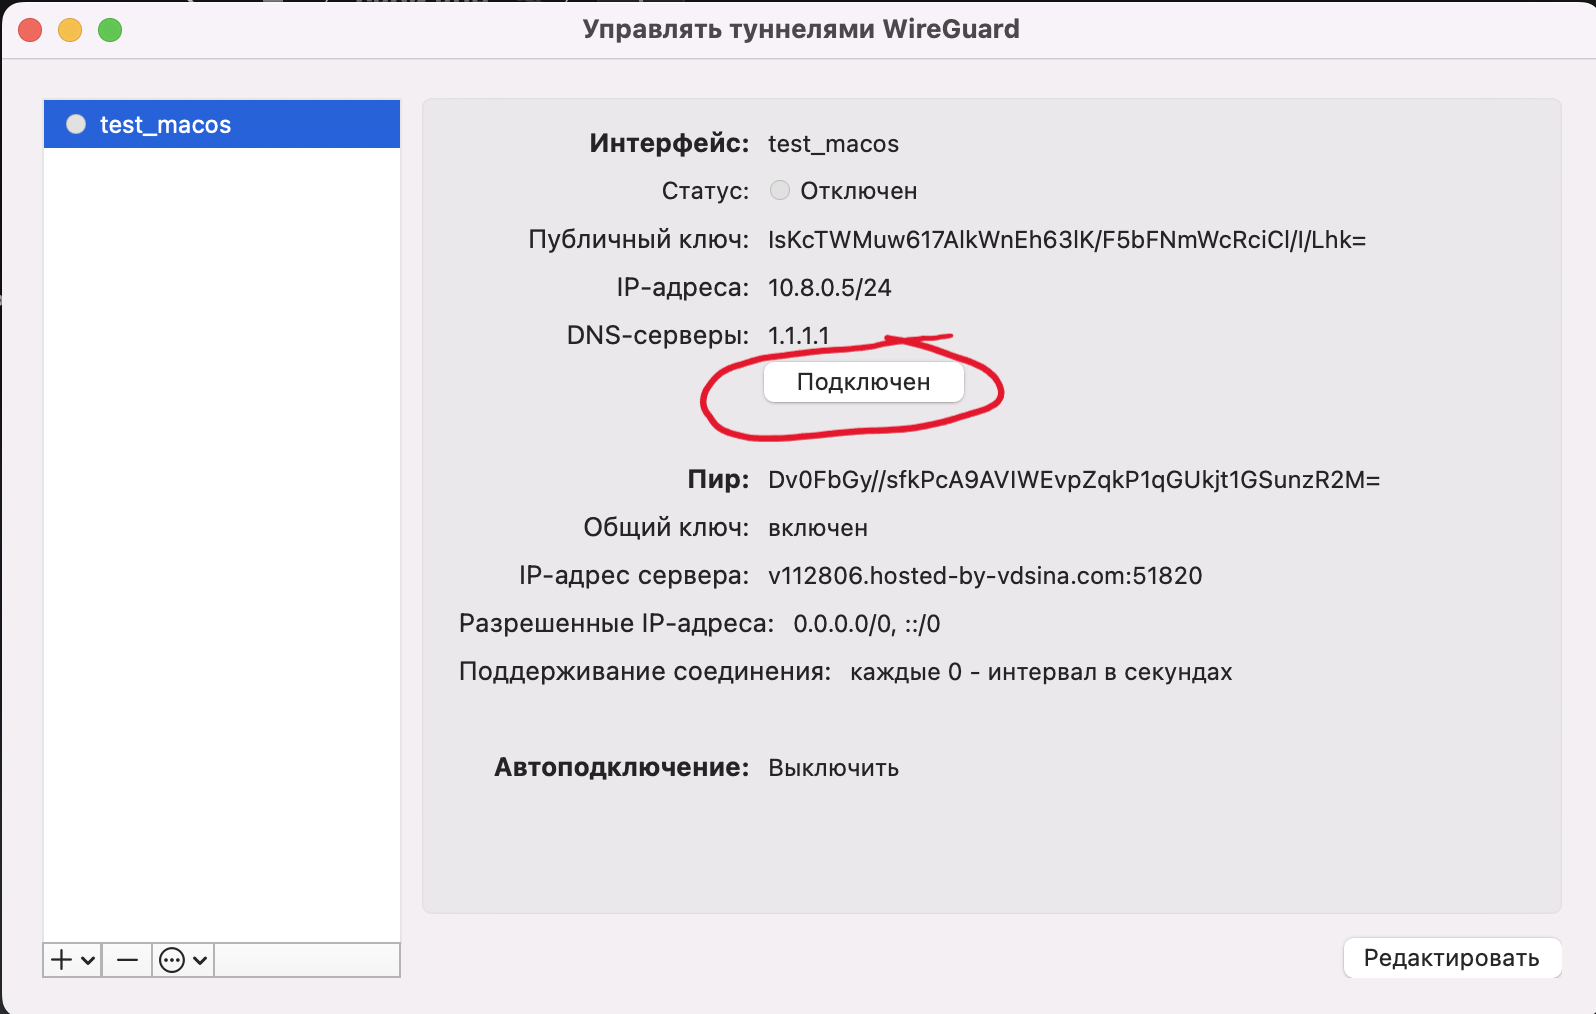 Управлять туннелями WireGuard
test_macos
Интерфейс: test_macos
Статус: Отключен
Публичный ключ: IsKcTWMuw617AlkWnEh63lK/F5bFNmWcRciCl/I/Lhk=
IP-адреса: 10.8.0.5/24
DNS-серверы: 1.1.1.1
Подключен
Пир: Dv0FbGy//sfkPcA9AVIWEvpZqkP1qGUkjt1GSunzR2M=
Общий ключ: включен
IP-адрес сервера: v112806.hosted-by-vdsina.com:51820
Разрешенные IP-адреса: 0.0.0.0/0, ::/0
Поддерживание соединения: каждые 0 - интервал в секундах
Автоподключение: Выключить
Редактировать